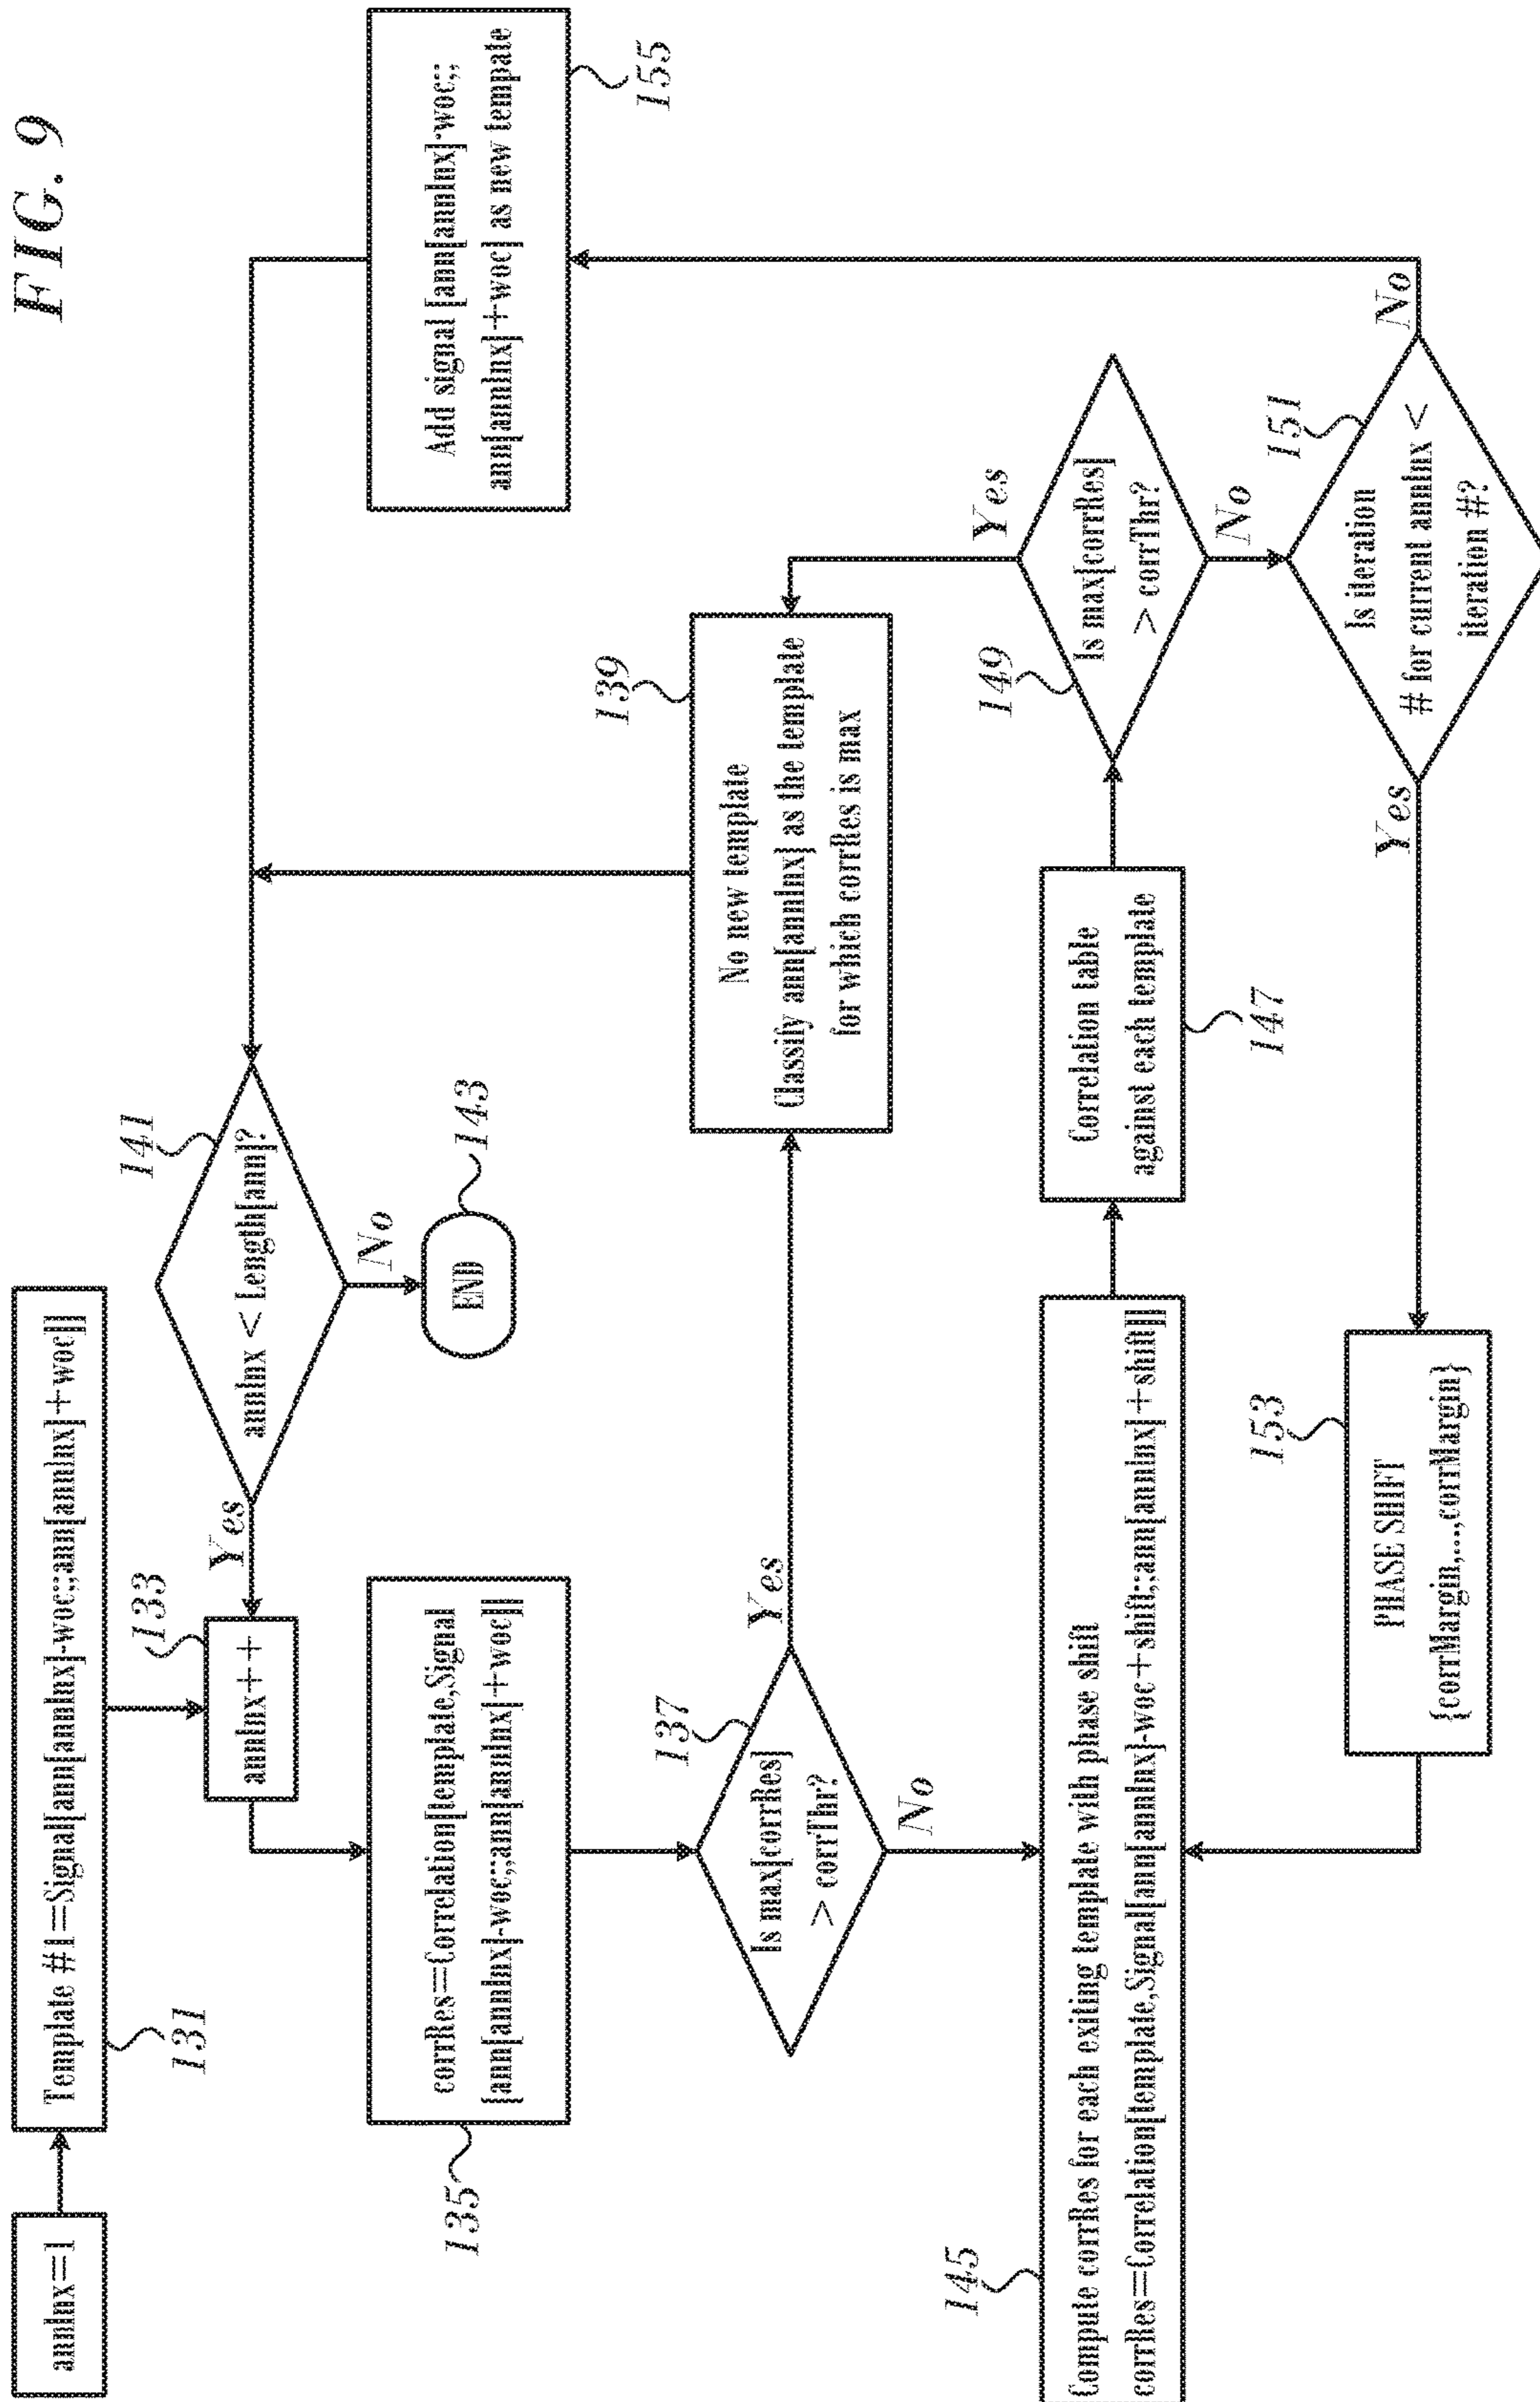 FIG. 9
annInx=1
Template #1=Signal[ann[annInx]-woc;;ann[annInx]+woc]]
131
annInx++
133
annInx < Length[ann]?
141
Yes
No
END
143
corrRes=Correlation[template,Signal
[ann[annInx]-woc;;ann[annInx]+woc]]
135
Is max[corrRes]
> corrThr?
137
Yes
No
No new template
Classify ann[annInx] as the template
for which corrRes is max
139
Add signal [ann[annInx]-woc;;
ann[annInx]+woc] as new tempate
155
Compute corrRes for each exiting template with phase shift
corrRes=Correlation[template,Signal[ann[annInx]-woc+shift;;ann[annInx]+shift]]
145
Correlation table
against each template
147
Is max[corrRes]
> corrThr?
149
Yes
No
Is iteration
# for current annInx <
iteration #?
151
Yes
No
PHASE SHIFT
{corrMargin,...,corrMargin}
153